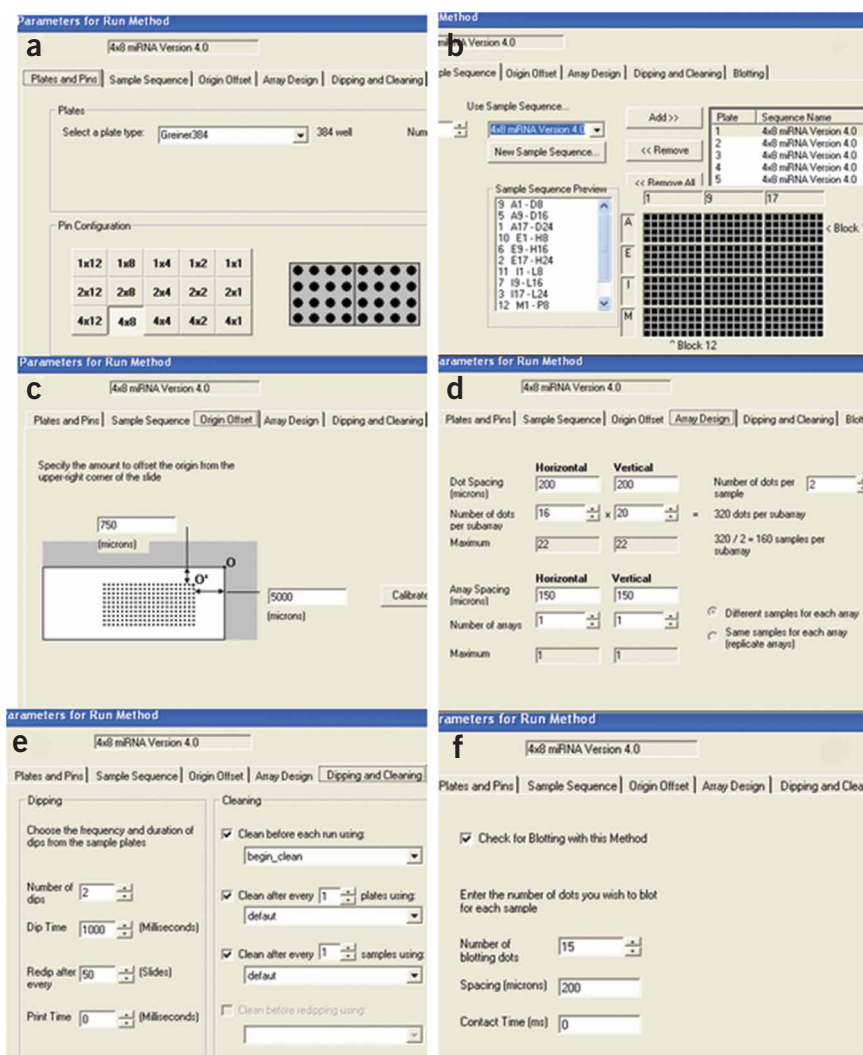 Parameters for Run Method
a
4x8 miRNA Version 4.0
Plates and Pins
Sample Sequence
Origin Offset
Array Design
Dipping and Cleaning
Plates
Select a plate type:
Greiner384
384 well
Num
Pin Configuration
1x12 1x8 1x4 1x2 1x1
2x12 2x8 2x4 2x2 2x1
4x12 4x8 4x4 4x2 4x1
Method
b
miRNA Version 4.0
ple Sequence
Origin Offset
Array Design
Dipping and Cleaning
Blotting
Use Sample Sequence...
4x8 miRNA Version 4.0
New Sample Sequence...
Add >>
<< Remove
<< Remove All
Plate Sequence Name
1 4x8 miRNA Version 4.0
2 4x8 miRNA Version 4.0
3 4x8 miRNA Version 4.0
4 4x8 miRNA Version 4.0
5 4x8 miRNA Version 4.0
Sample Sequence Preview
9 A1 - D8
5 A9 - D16
1 A17 - D24
10 E1 - H8
6 E9 - H16
2 E17 - H24
11 I1 - L8
7 I9 - L16
3 I17 - L24
12 M1 - P8
1 9 17
A
E
I
M
< Block 1
^Block 12
Parameters for Run Method
c
4x8 miRNA Version 4.0
Plates and Pins
Sample Sequence
Origin Offset
Array Design
Dipping and Cleaning
Specify the amount to offset the origin from the
upper-right corner of the slide
750
(microns)
O
O'
5000
(microns)
Calibrate
arameters for Run Method
d
4x8 miRNA Version 4.0
Plates and Pins
Sample Sequence
Origin Offset
Array Design
Dipping and Cleaning
Blott
Horizontal Vertical
Dot Spacing
(microns)
200 200
Number of dots per
sample
2
Number of dots
per subarray
16 x 20 = 320 dots per subarray
Maximum
22 22
320 / 2 = 160 samples per
subarray
Horizontal Vertical
Array Spacing
(microns)
150 150
Number of arrays
1 1
Different samples for each array
Same samples for each array
(replicate arrays)
Maximum
1 1
arameters for Run Method
e
4x8 miRNA Version 4.0
Plates and Pins
Sample Sequence
Origin Offset
Array Design
Dipping and Cleaning
Dipping
Choose the frequency and duration of
dips from the sample plates
Number of
dips
2
Dip Time 1000 (Milliseconds)
Redip after
every
50 (Slides)
Print Time 0 (Milliseconds)
Cleaning
Clean before each run using:
begin_clean
Clean after every 1 plates using:
defaut
Clean after every 1 samples using:
defaut
Clean before redipping using:
rameters for Run Method
f
4x8 miRNA Version 4.0
Plates and Pins
Sample Sequence
Origin Offset
Array Design
Dipping and Clea
Check for Blotting with this Method
Enter the number of dots you wish to blot
for each sample
Number of
blotting dots
15
Spacing (microns) 200
Contact Time (ms) 0